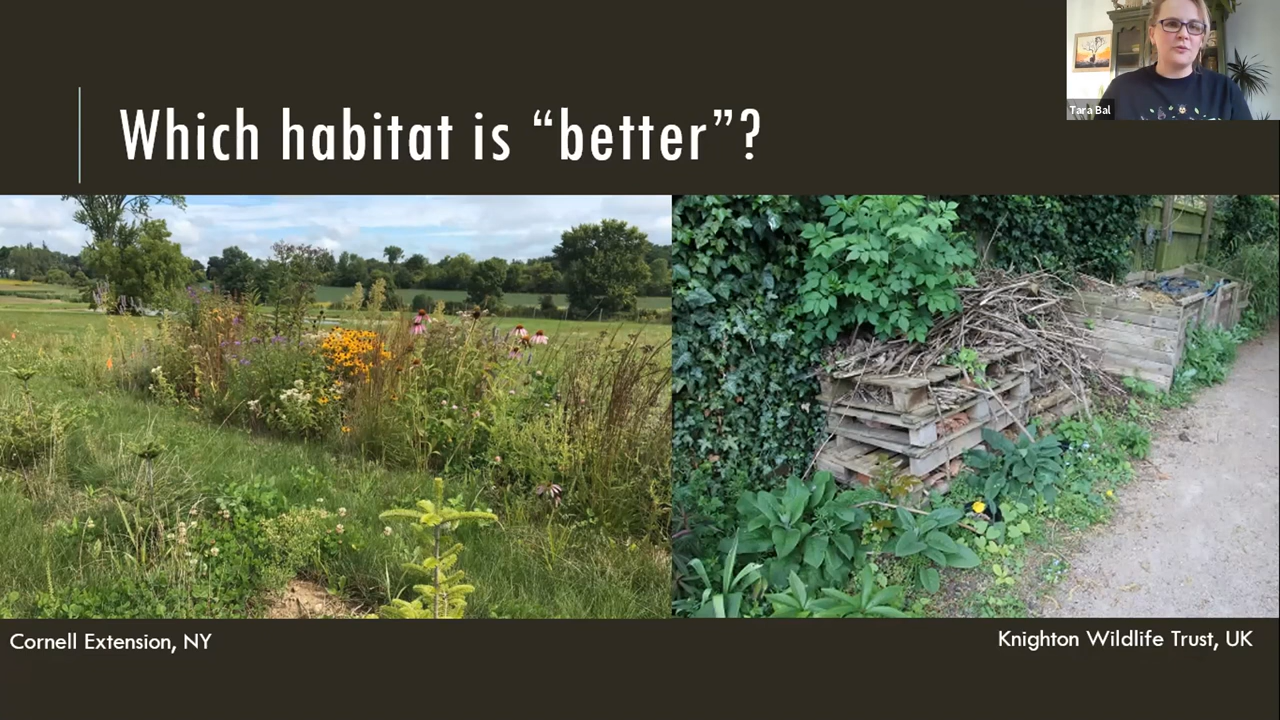 Tara Bal
Which habitat is “better”?
Cornell Extension, NY
Knighton Wildlife Trust, UK